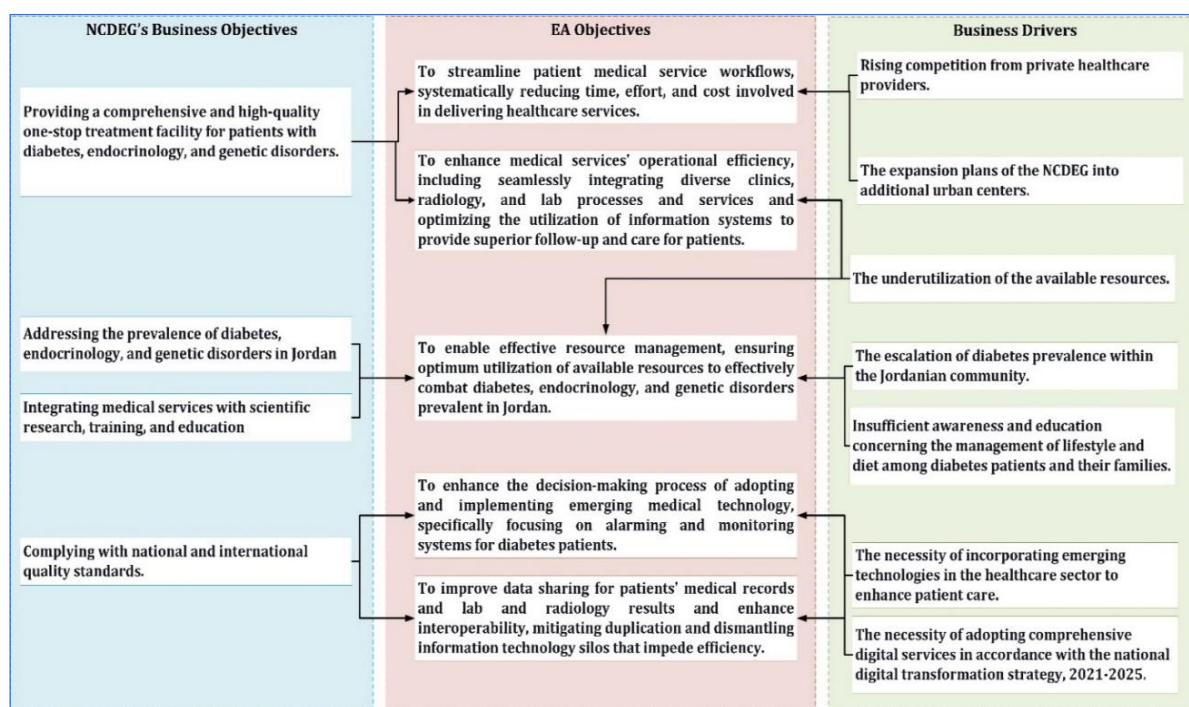 NCDEG's Business Objectives
Providing a comprehensive and high-quality
one-stop treatment facility for patients with
diabetes, endocrinology, and genetic disorders.
Addressing the prevalence of diabetes,
endocrinology, and genetic disorders in Jordan
Integrating medical services with scientific
research, training, and education
Complying with national and international
quality standards.
EA Objectives
To streamline patient medical service workflows,
systematically reducing time, effort, and cost involved
in delivering healthcare services.
To enhance medical services' operational efficiency,
including seamlessly integrating diverse clinics,
radiology, and lab processes and services and
optimizing the utilization of information systems to
provide superior follow-up and care for patients.
To enable effective resource management, ensuring
optimum utilization of available resources to effectively
combat diabetes, endocrinology, and genetic disorders
prevalent in Jordan.
To enhance the decision-making process of adopting
and implementing emerging medical technology,
specifically focusing on alarming and monitoring
systems for diabetes patients.
To improve data sharing for patients' medical records
and lab and radiology results and enhance
interoperability, mitigating duplication and dismantling
information technology silos that impede efficiency.
Business Drivers
Rising competition from private healthcare
providers.
The expansion plans of the NCDEG into
additional urban centers.
The underutilization of the available resources.
The escalation of diabetes prevalence within
the Jordanian community.
Insufficient awareness and education
concerning the management of lifestyle and
diet among diabetes patients and their families.
The necessity of incorporating emerging
technologies in the healthcare sector to
enhance patient care.
The necessity of adopting comprehensive
digital services in accordance with the national
digital transformation strategy, 2021-2025.